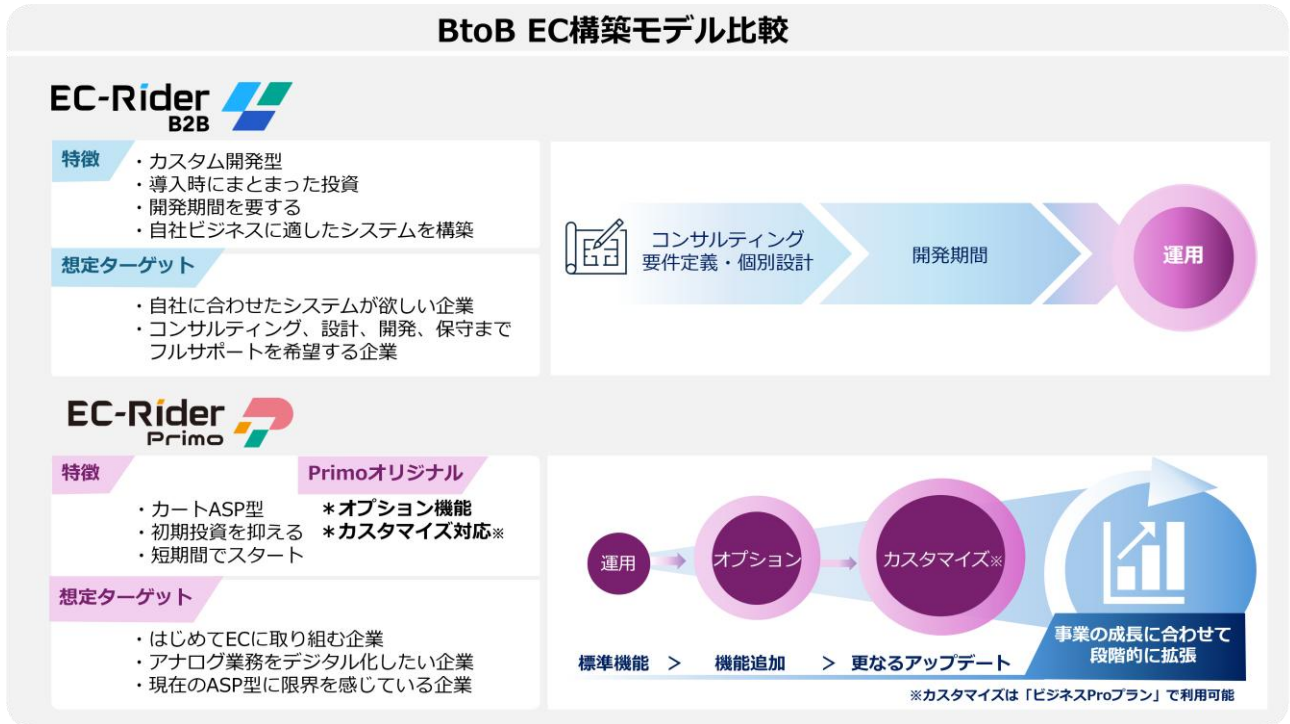 BtoB EC構築モデル比較
EC-Rider
B2B
特徴
・カスタム開発型
・導入時にまとまった投資
・開発期間を要する
・自社ビジネスに適したシステムを構築
想定ターゲット
・自社に合わせたシステムが欲しい企業
・コンサルティング、設計、開発、保守まで
フルサポートを希望する企業
コンサルティング
要件定義・個別設計
開発期間
運用
EC-Rider
Primo
特徴
・カートASP型
・初期投資を抑える
・短期間でスタート
Primoオリジナル
＊オプション機能
＊カスタマイズ対応※
想定ターゲット
・はじめてECに取り組む企業
・アナログ業務をデジタル化したい企業
・現在のASP型に限界を感じている企業
運用
オプション
カスタマイズ※
標準機能 > 機能追加 > 更なるアップデート
事業の成長に合わせて
段階的に拡張
※カスタマイズは「ビジネスProプラン」で利用可能